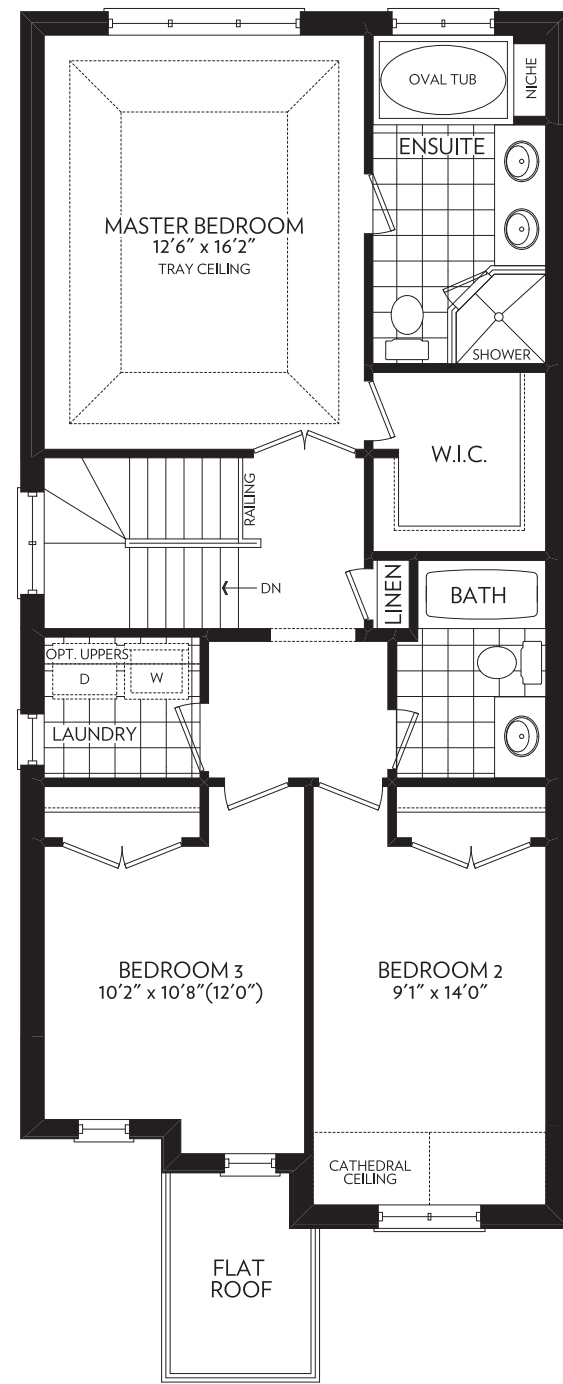 OVAL TUB
NICHE
ENSUITE
MASTER BEDROOM
12'6" x 16'2"
TRAY CEILING
SHOWER
W.I.C.
RAILING
DN
LINEN
BATH
OPT. UPPERS
D
W
LAUNDRY
BEDROOM 3
10'2" x 10'8"(12'0")
BEDROOM 2
9'1" x 14'0"
CATHEDRAL
CEILING
FLAT
ROOF